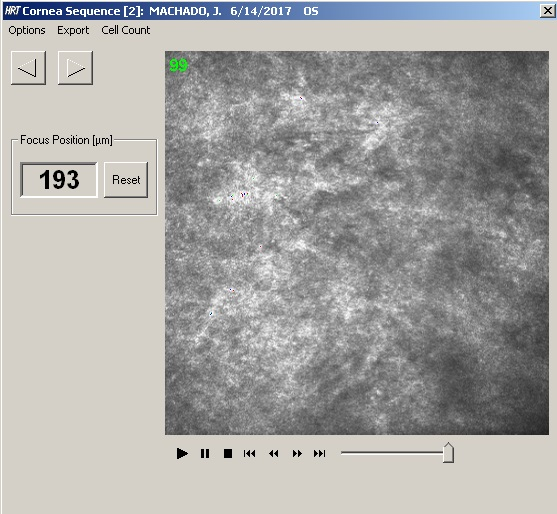 HRT Cornea Sequence [2]: MACHADO, J. 6/14/2017 OS
Options Export Cell Count
99
Focus Position [µm]
193 Reset